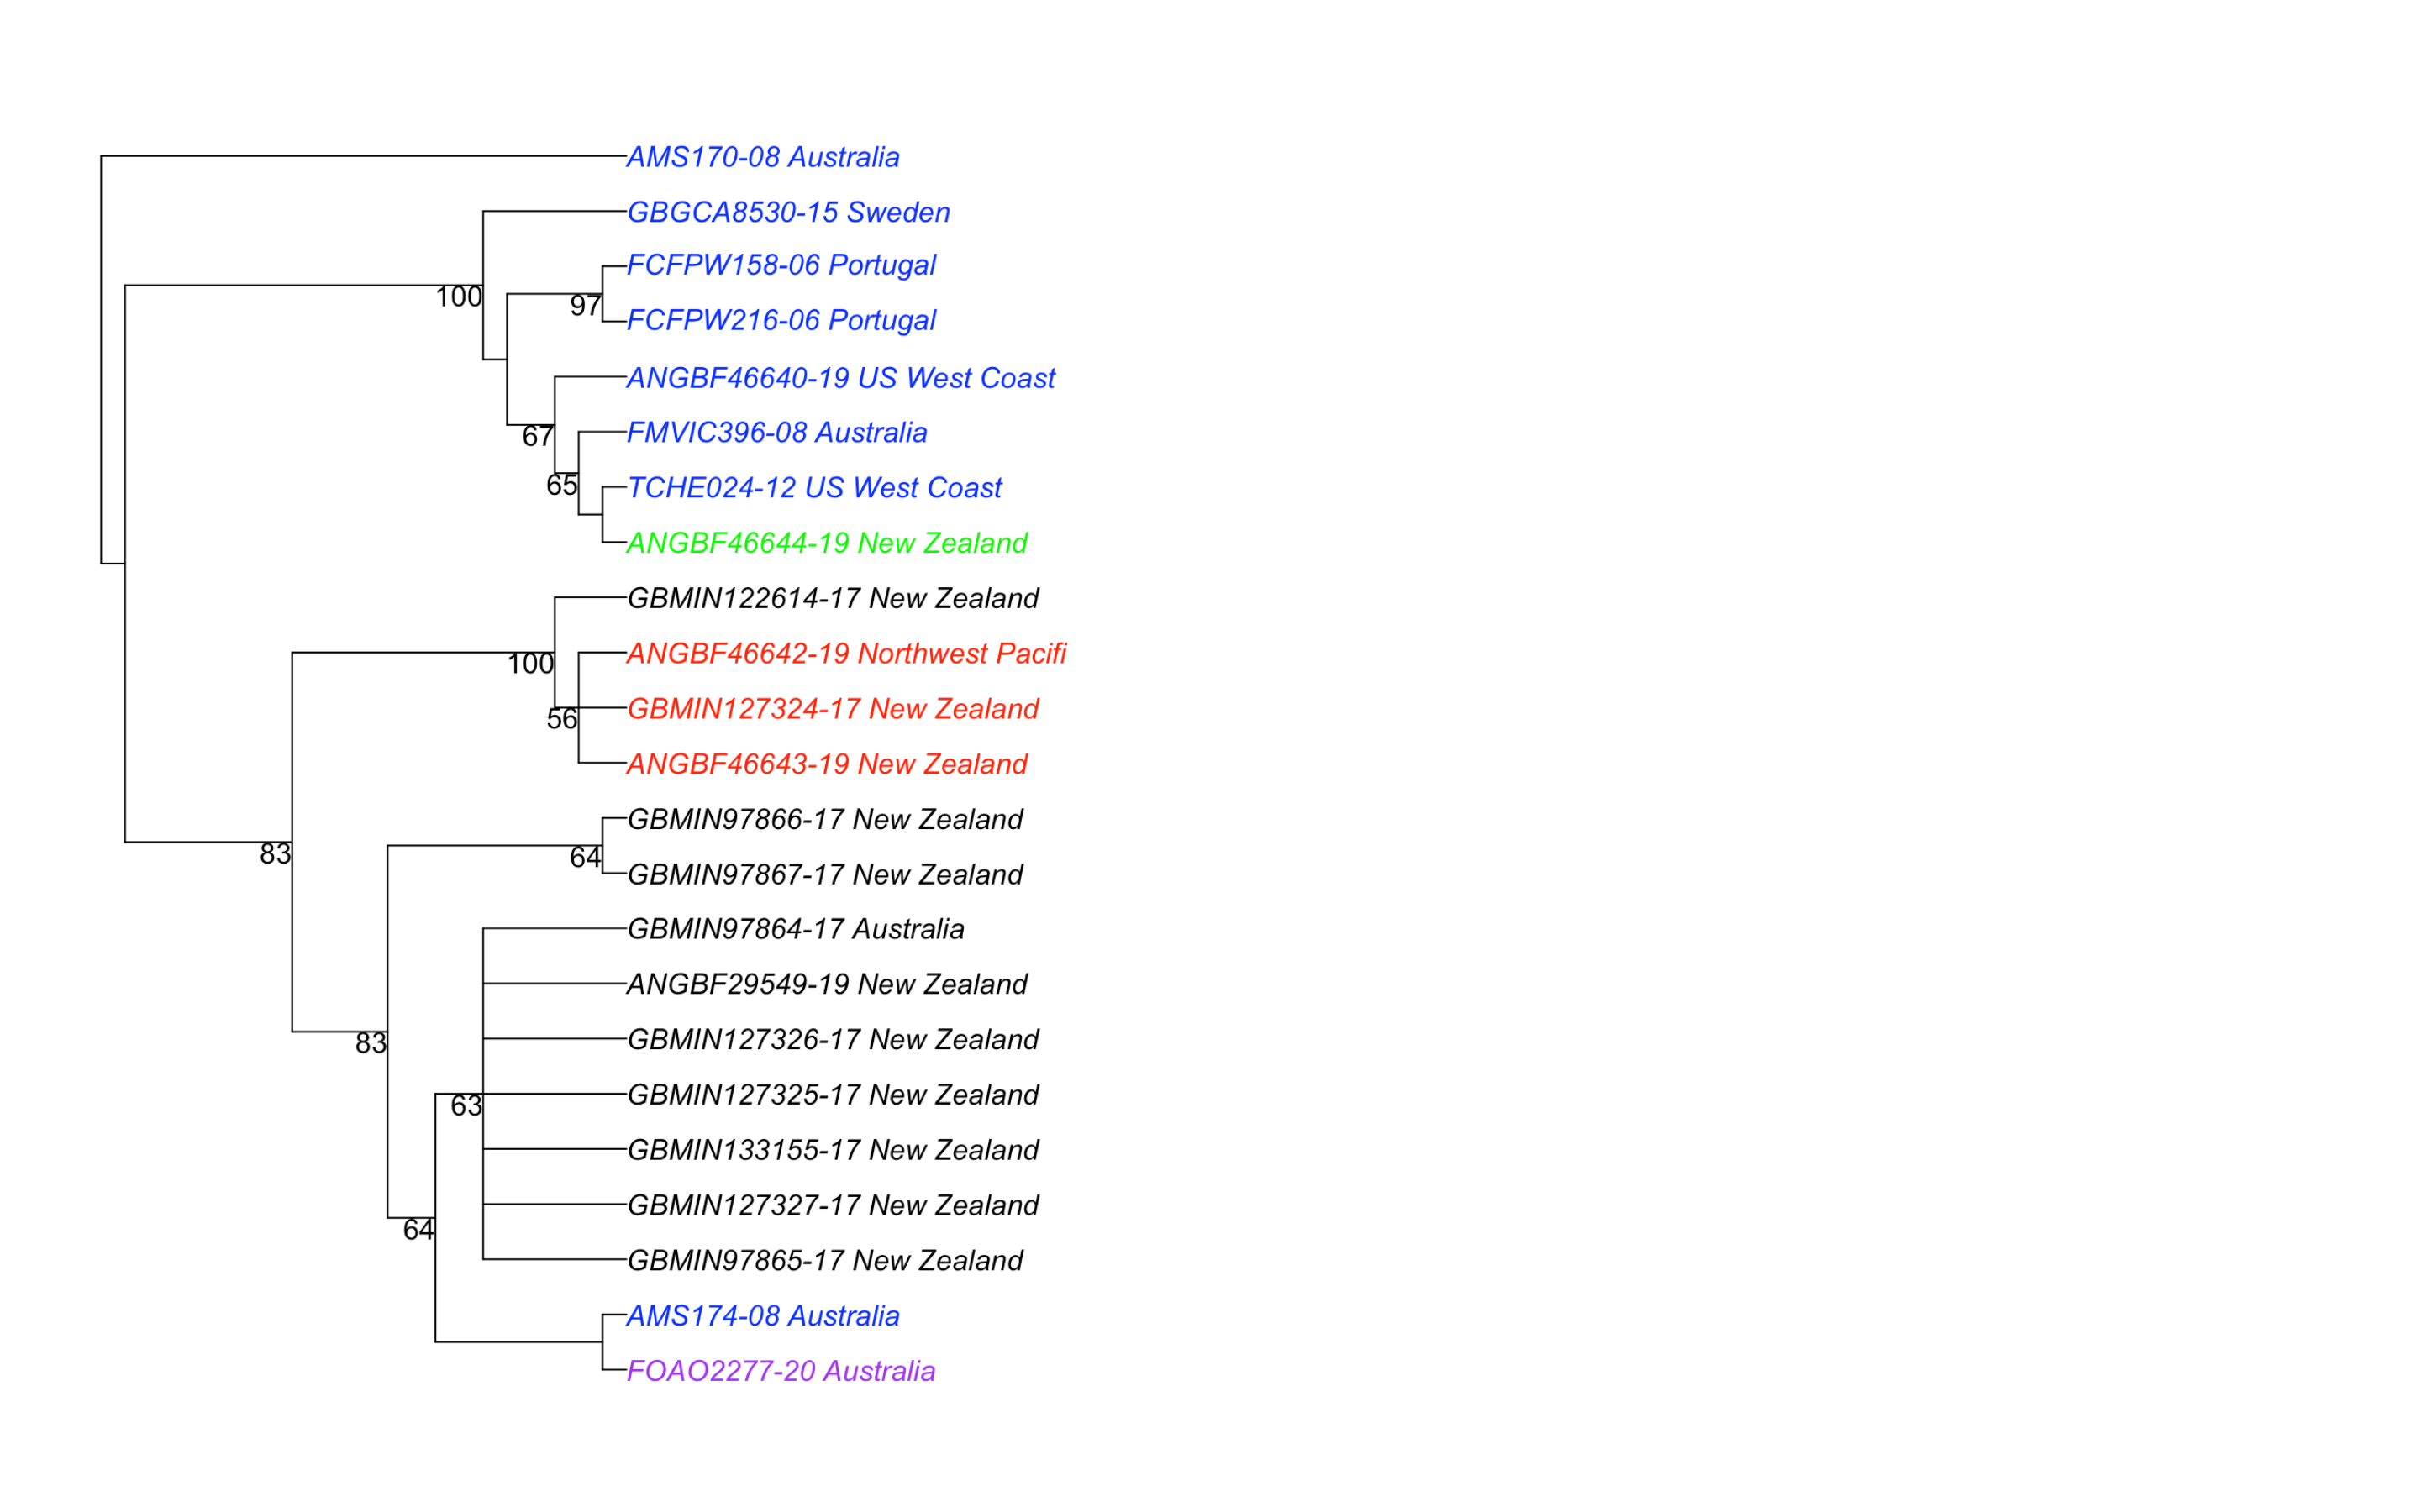 AMS170-08 Australia
GBGCA8530-15 Sweden
FCFPW158-06 Portugal
100
97
FCFPW216-06 Portugal
ANGBF46640-19 US West Coast
FMVIC396-08 Australia
67
TCHE024-12 US West Coast
65
ANGBF46644-19 New Zealand
GBMIN122614-17 New Zealand
ANGBF46642-19 Northwest Pacifi
100
GBMIN127324-17 New Zealand
56
ANGBF46643-19 New Zealand
GBMIN97866-17 New Zealand
83
64
GBMIN97867-17 New Zealand
GBMIN97864-17 Australia
ANGBF29549-19 New Zealand
GBMIN127326-17 New Zealand
83
GBMIN127325-17 New Zealand
63
GBMIN133155-17 New Zealand
GBMIN127327-17 New Zealand
64
GBMIN97865-17 New Zealand
AMS174-08 Australia
FOAO2277-20 Australia